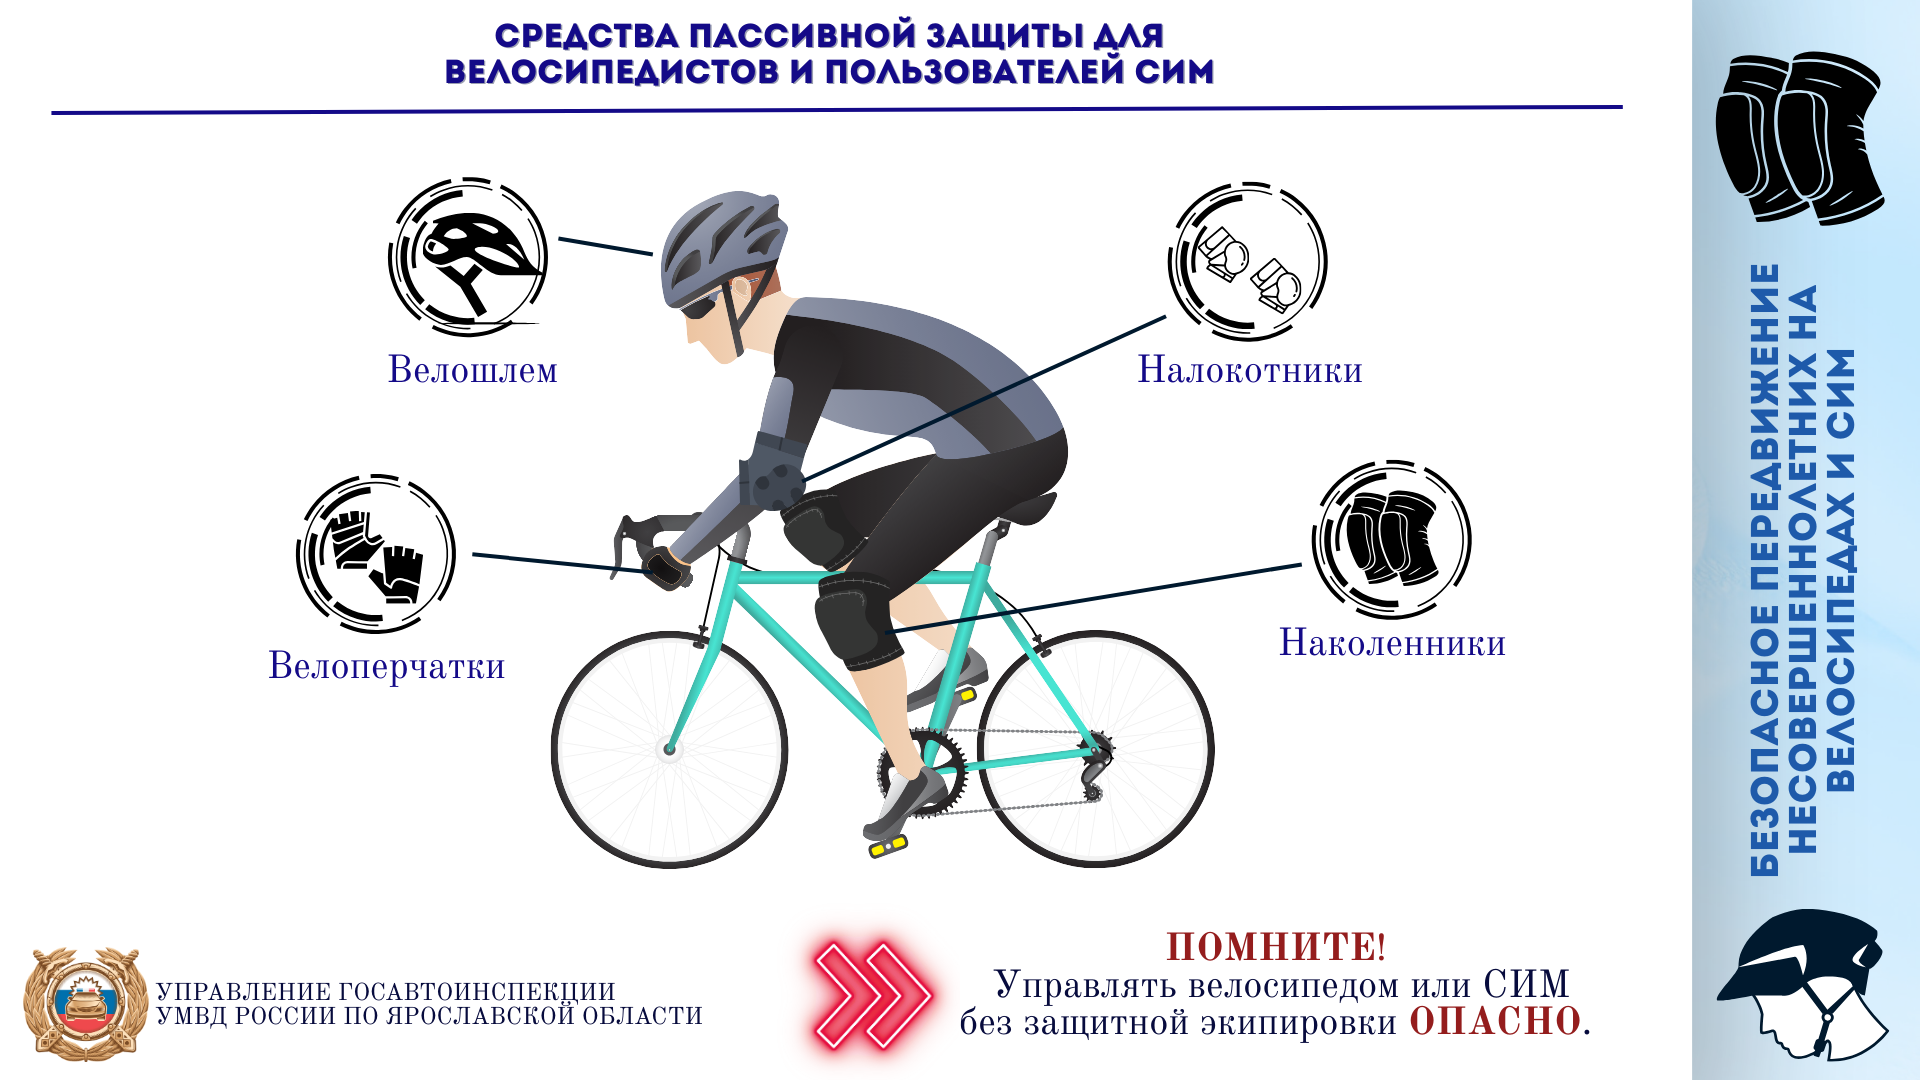 СРЕДСТВА ПАССИВНОЙ ЗАЩИТЫ ДЛЯ
ВЕЛОСИПЕДИСТОВ И ПОЛЬЗОВАТЕЛЕЙ СИМ
Велошлем
Налокотники
Велоперчатки
Наколенники
УПРАВЛЕНИЕ ГОСАВТОИНСПЕКЦИИ
УМВД РОССИИ ПО ЯРОСЛАВСКОЙ ОБЛАСТИ
ПОМНИТЕ!
Управлять велосипедом или СИМ
без защитной экипировки ОПАСНО.
БЕЗОПАСНОЕ ПЕРЕДВИЖЕНИЕ
НЕСОВЕРШЕННОЛЕТНИХ НА
ВЕЛОСИПЕДАХ И СИМ